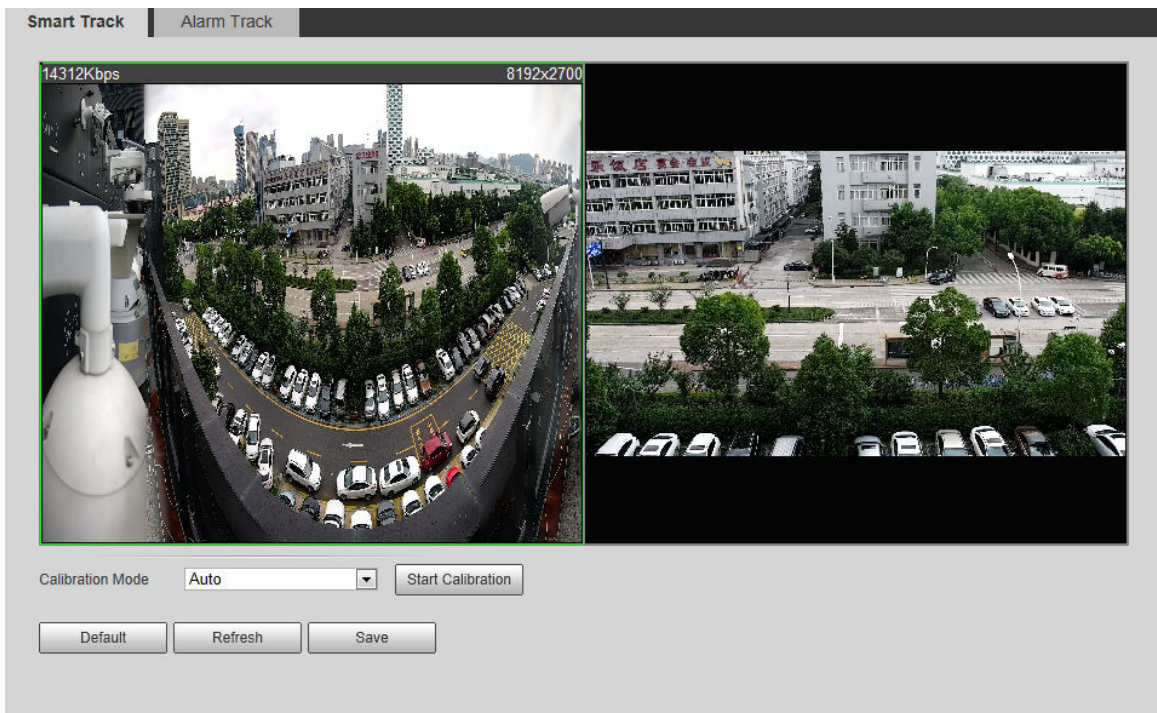 Smart Track
Alarm Track
14312Kbps
8192x2700
Calibration Mode
Auto
Start Calibration
Default
Refresh
Save